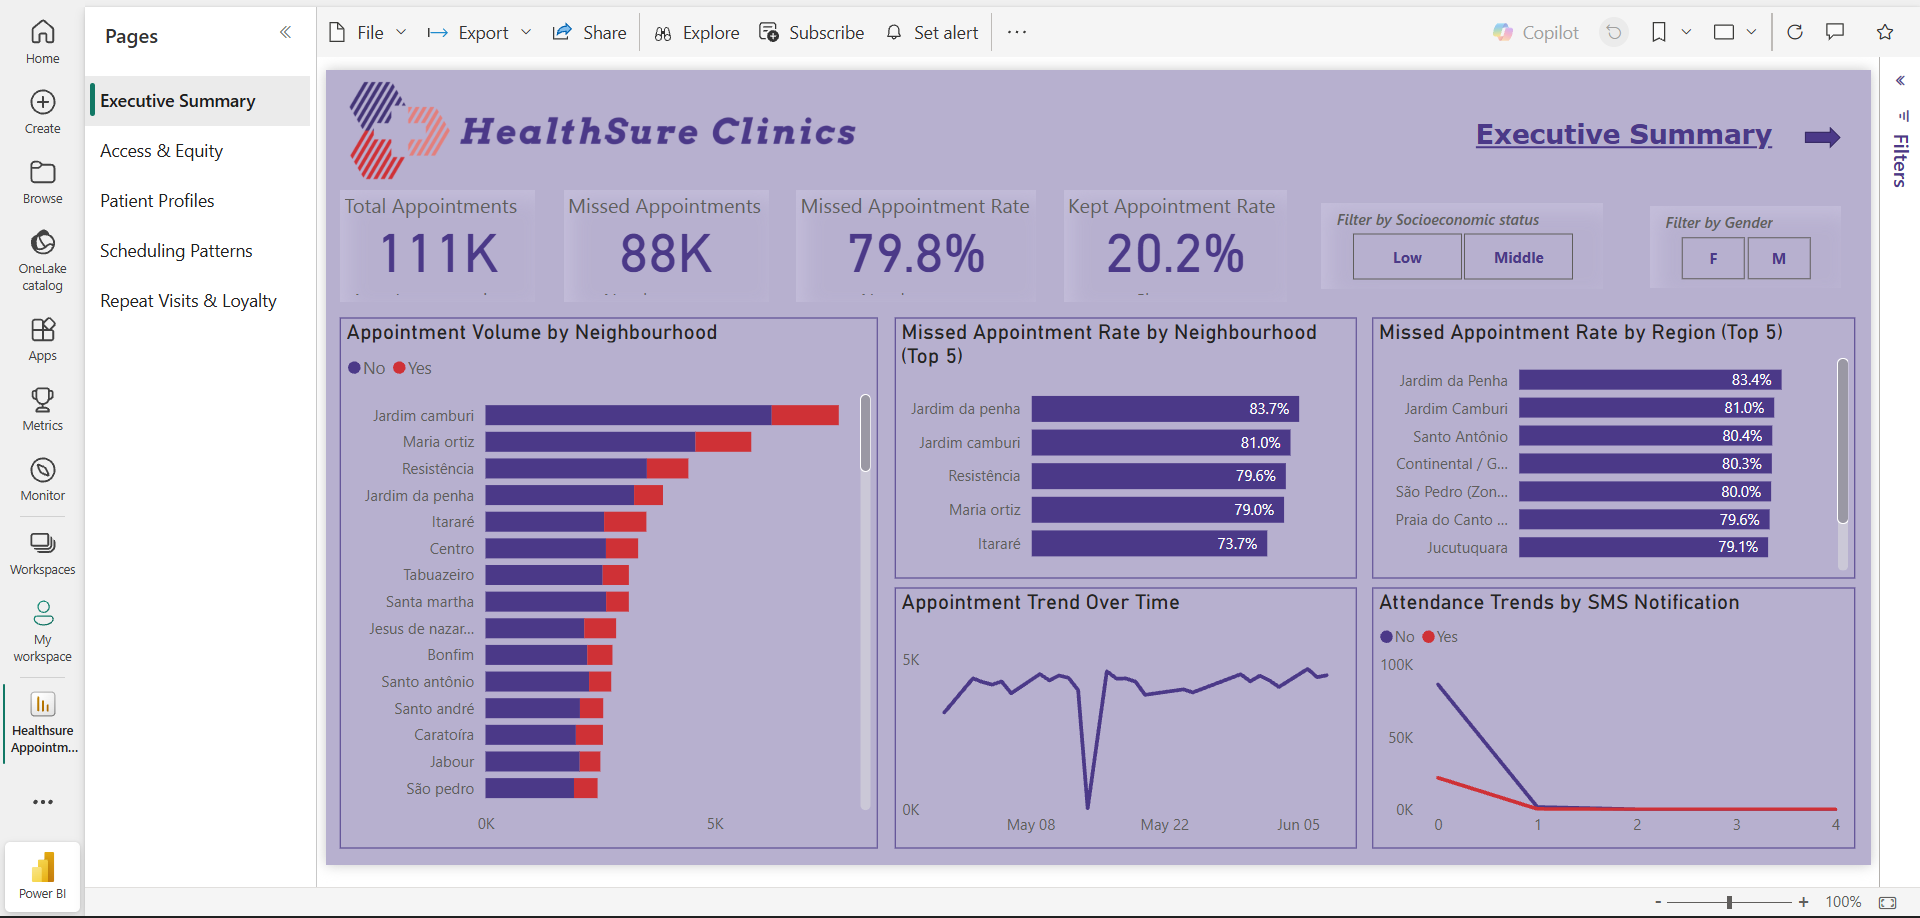 Home
Create
Browse
OneLake
catalog
Apps
Metrics
Monitor
Workspaces
My
workspace
Healthsure
Appointm...
Power BI
Pages
Executive Summary
Access & Equity
Patient Profiles
Scheduling Patterns
Repeat Visits & Loyalty
File
Export
Share
Explore
Subscribe
Set alert
Copilot
HealthSure Clinics
Executive Summary
Filters
Total Appointments
111K
Missed Appointments
88K
Missed Appointment Rate
79.8%
Kept Appointment Rate
20.2%
Filter by Socioeconomic status
Low
Middle
Filter by Gender
F
M
Appointment Volume by Neighbourhood
No
Yes
Jardim camburi
Maria ortiz
Resistência
Jardim da penha
Itararé
Centro
Tabuazeiro
Santa martha
Jesus de nazar...
Bonfim
Santo antônio
Santo andré
Caratoíra
Jabour
São pedro
0K
5K
Missed Appointment Rate by Neighbourhood
(Top 5)
Jardim da penha 83.7%
Jardim camburi 81.0%
Resistência 79.6%
Maria ortiz 79.0%
Itararé 73.7%
Missed Appointment Rate by Region (Top 5)
Jardim da Penha 83.4%
Jardim Camburi 81.0%
Santo Antônio 80.4%
Continental / G... 80.3%
São Pedro (Zon... 80.0%
Praia do Canto ... 79.6%
Jucutuquara 79.1%
Appointment Trend Over Time
5K
0K
May 08
May 22
Jun 05
Attendance Trends by SMS Notification
No
Yes
100K
50K
0K
0
1
2
3
4
- + 100%